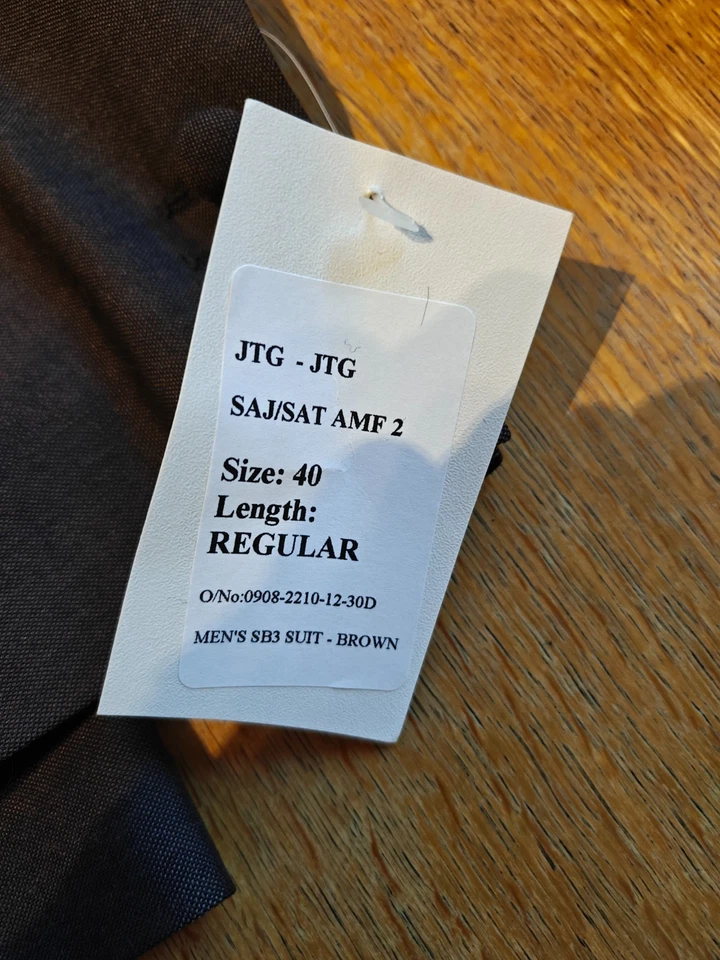 JTG - JTG
SAJ/SAT AMF 2
Size: 40
Length:
REGULAR
O/No:0908-2210-12-30D
MEN'S SB3 SUIT - BROWN